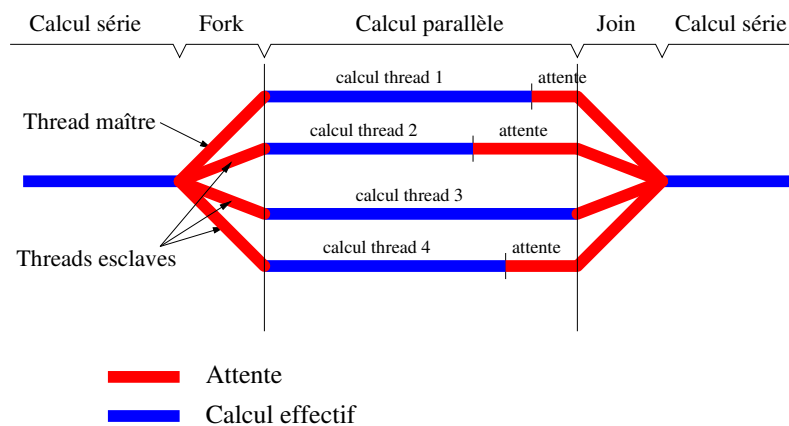 Calcul série
Fork
Calcul parallèle
Join
Calcul série
calcul thread 1
attente
Thread maître
calcul thread 2
attente
calcul thread 3
Threads esclaves
calcul thread 4
attente
Attente
Calcul effectif